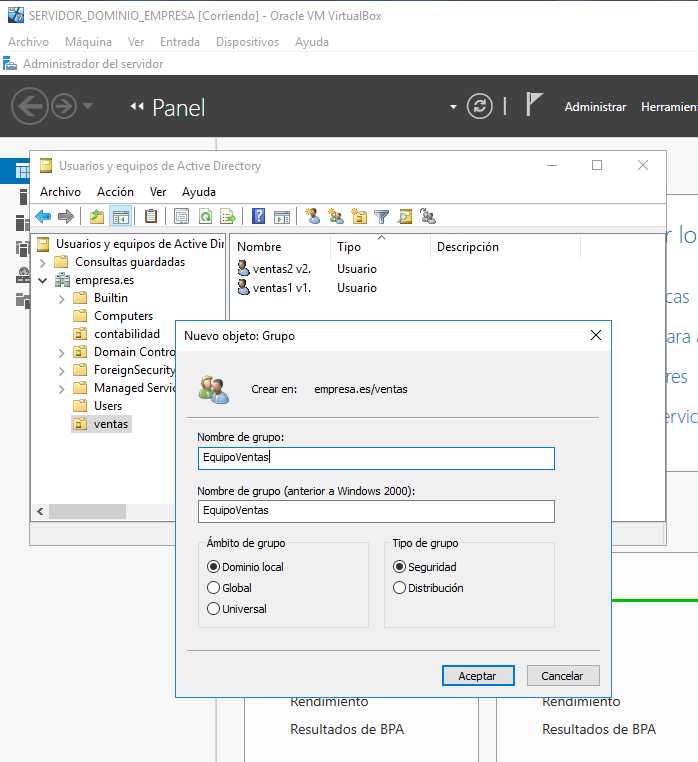 SERVIDOR_DOMINIO_EMPRESA [Corriendo] - Oracle VM VirtualBox
Archivo Máquina Ver Entrada Dispositivos Ayuda
Administrador del servidor
Panel
Administrar Herramien
Usuarios y equipos de Active Directory
Archivo Acción Ver Ayuda
Usuarios y equipos de Active Dir
Consultas guardadas
empresa.es
Builtin
Computers
contabilidad
Domain Contro
ForeignSecurity
Managed Servic
Users
ventas
Nombre Tipo Descripción
ventas2 v2. Usuario
ventas1 v1. Usuario
r lo
cas
ara a
res
ervic
Nuevo objeto: Grupo
Crear en: empresa.es/ventas
Nombre de grupo:
EquipoVentas
Nombre de grupo (anterior a Windows 2000):
EquipoVentas
Ámbito de grupo
Dominio local
Global
Universal
Tipo de grupo
Seguridad
Distribución
Aceptar Cancelar
Rendimiento Rendimiento
Resultados de BPA Resultados de BPA